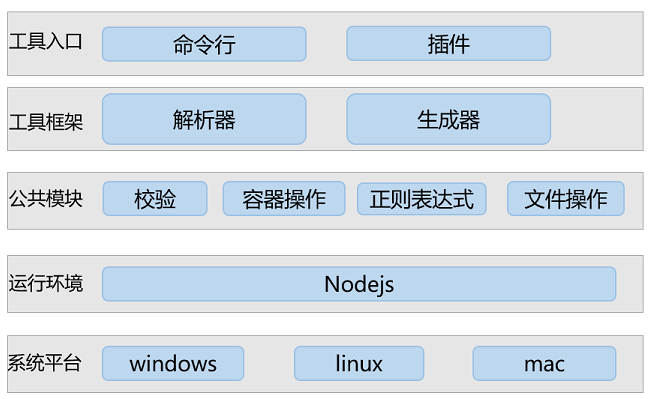 工具入口 命令行 插件
工具框架 解析器 生成器
公共模块 校验 容器操作 正则表达式 文件操作
运行环境 Nodejs
系统平台 windows linux mac